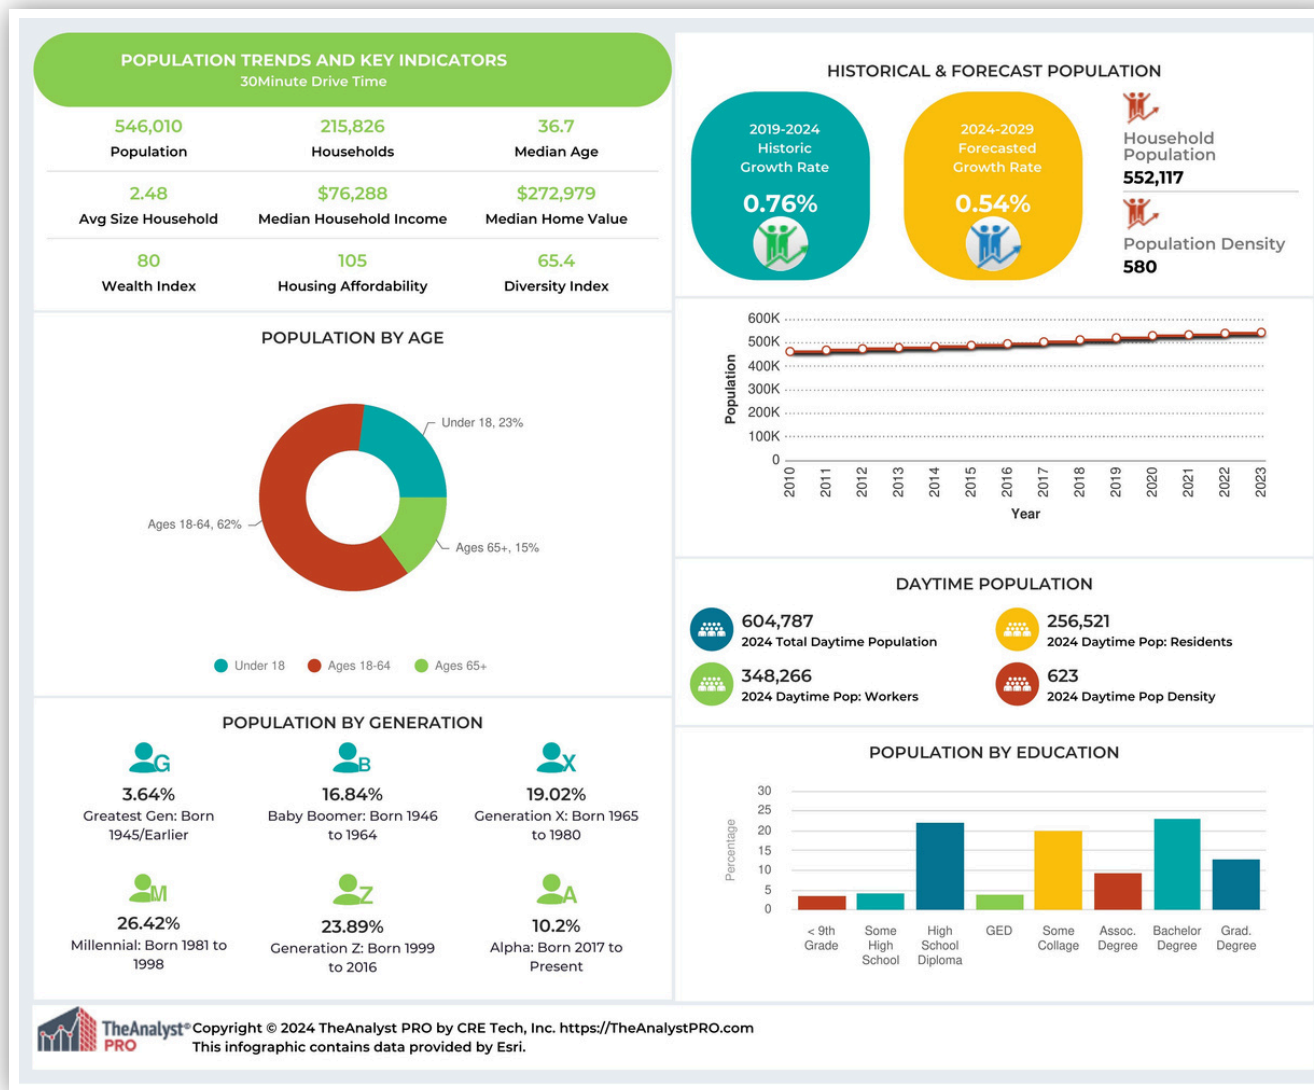 POPULATION TRENDS AND KEY INDICATORS
30Minute Drive Time
546,010
Population
215,826
Households
36.7
Median Age
2.48
Avg Size Household
$76,288
Median Household Income
$272,979
Median Home Value
80
Wealth Index
105
Housing Affordability
65.4
Diversity Index
POPULATION BY AGE
Under 18, 23%
Ages 18-64, 62%
Ages 65+, 15%
Under 18
Ages 18-64
Ages 65+
POPULATION BY GENERATION
G
3.64%
Greatest Gen: Born
1945/Earlier
B
16.84%
Baby Boomer: Born 1946
to 1964
X
19.02%
Generation X: Born 1965
to 1980
M
26.42%
Millennial: Born 1981 to
1998
Z
23.89%
Generation Z: Born 1999
to 2016
A
10.2%
Alpha: Born 2017 to
Present
HISTORICAL & FORECAST POPULATION
2019-2024
Historic
Growth Rate
0.76%
2024-2029
Forecasted
Growth Rate
0.54%
Household
Population
552,117
Population Density
580
Population
600K
500K
400K
300K
200K
100K
0
2010
2011
2012
2013
2014
2015
2016
2017
2018
2019
2020
2021
2022
2023
Year
DAYTIME POPULATION
604,787
2024 Total Daytime Population
256,521
2024 Daytime Pop: Residents
348,266
2024 Daytime Pop: Workers
623
2024 Daytime Pop Density
POPULATION BY EDUCATION
Percentage
30
25
20
15
10
5
0
< 9th
Grade
Some
High
School
High
School
Diploma
GED
Some
Collage
Assoc.
Degree
Bachelor
Degree
Grad.
Degree
TheAnalyst®
PRO
Copyright © 2024 TheAnalyst PRO by CRE Tech, Inc. https://TheAnalystPRO.com
This infographic contains data provided by Esri.